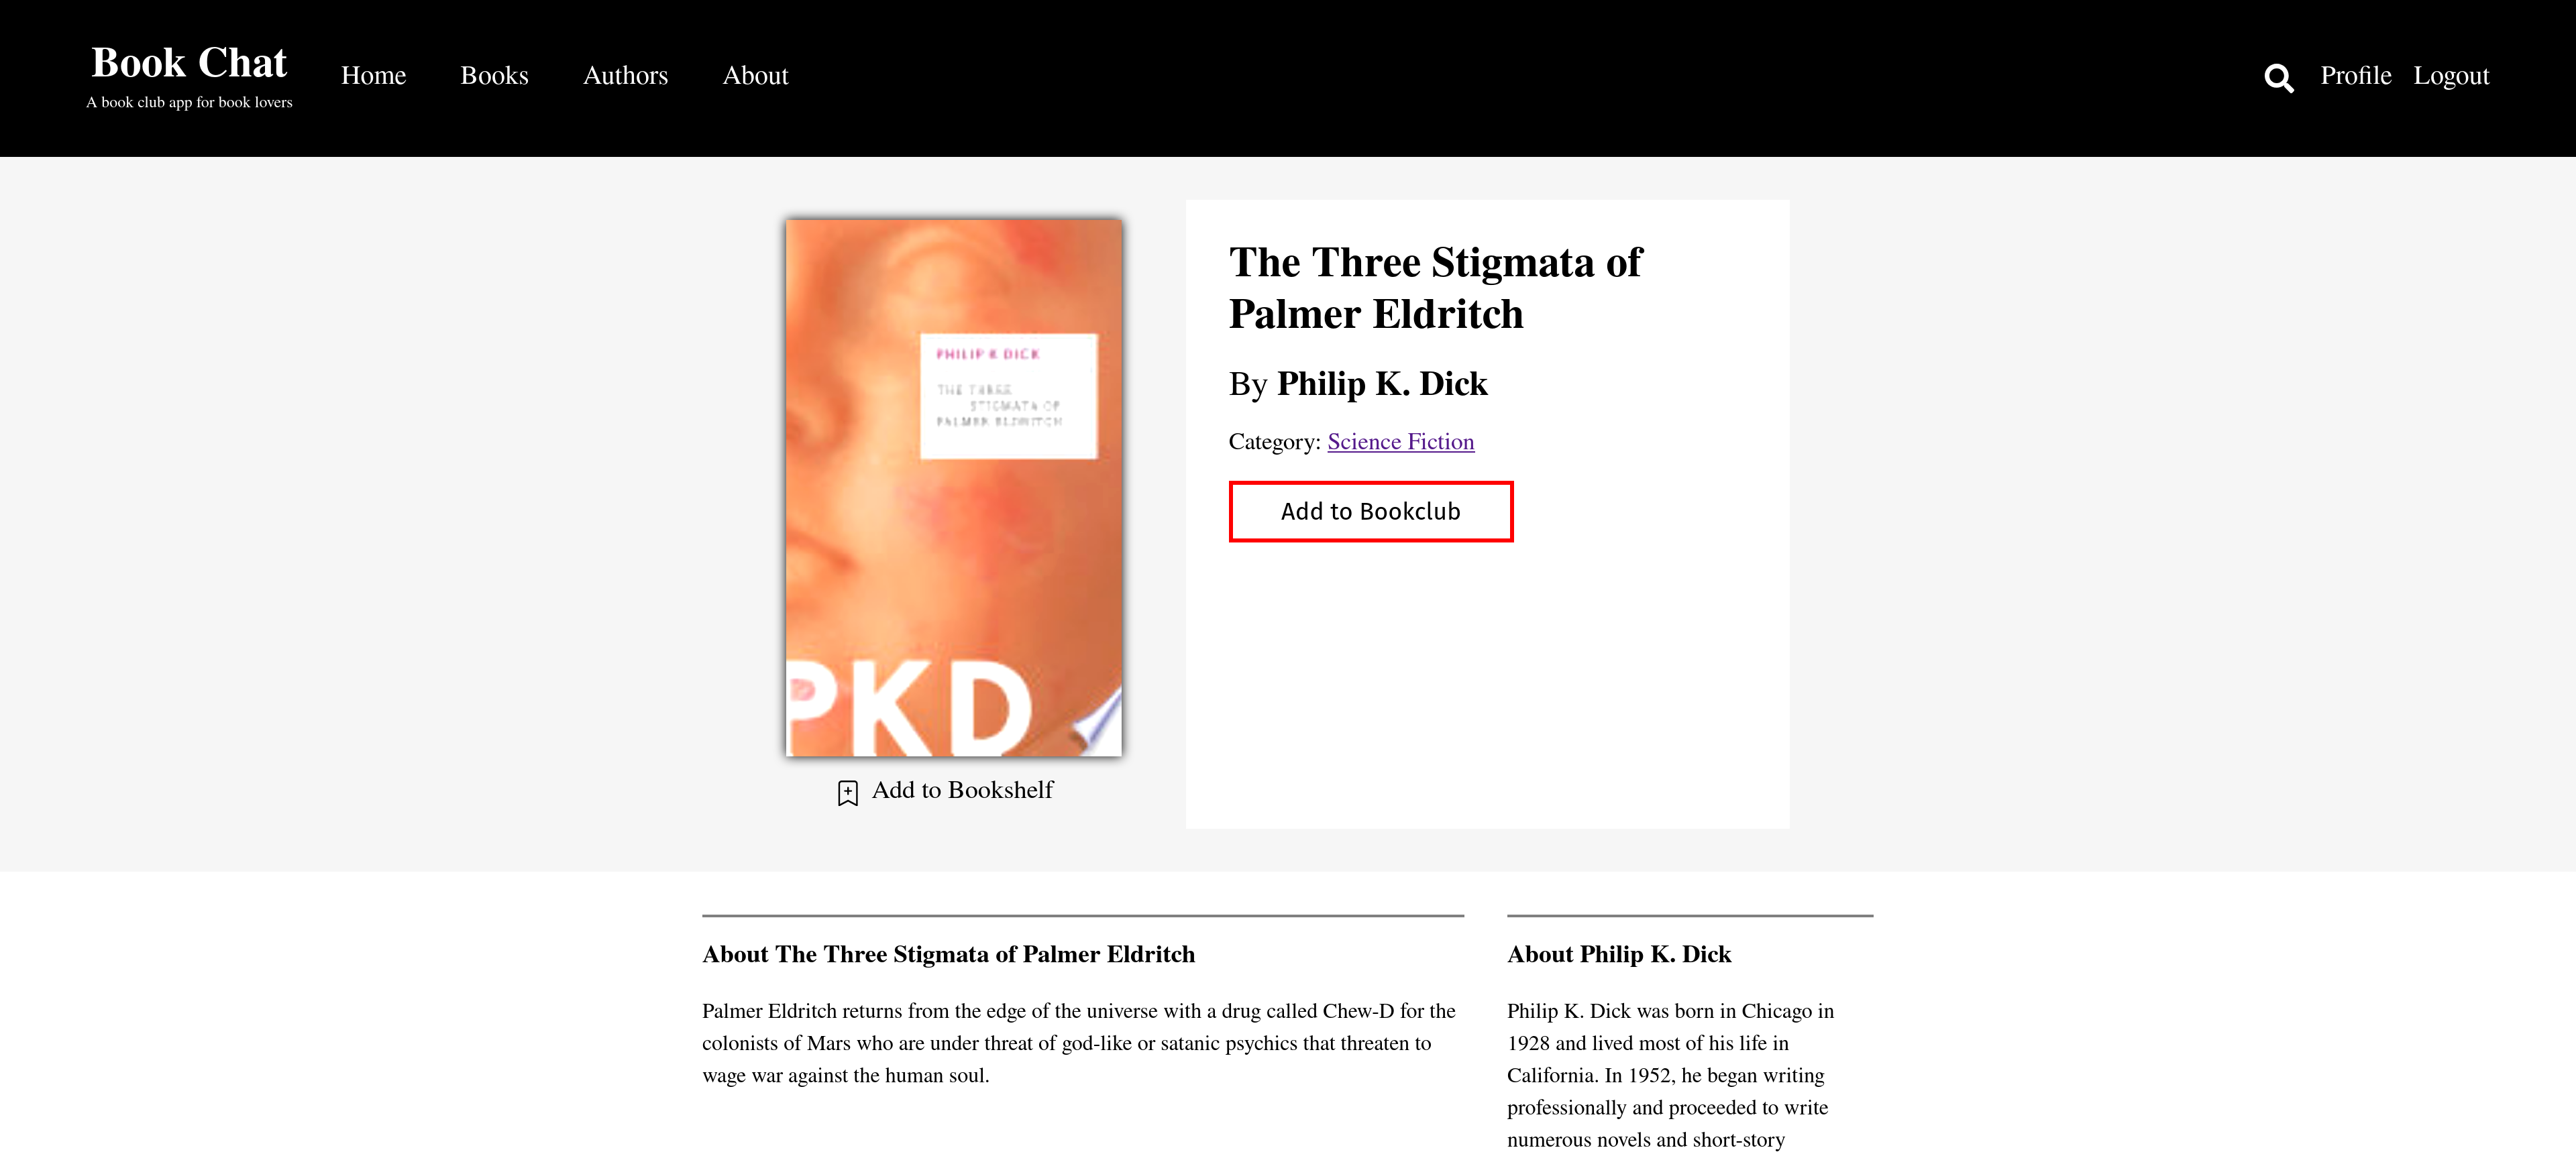 Book Chat
A book club app for book lovers
Home
Books
Authors
About
Profile
Logout
PHILIP K DICK
THE THREE
STIGMATA OF
PALMER ELDRITCH
PKD
Add to Bookshelf
The Three Stigmata of
Palmer Eldritch
By Philip K. Dick
Category: Science Fiction
Add to Bookclub
About The Three Stigmata of Palmer Eldritch
Palmer Eldritch returns from the edge of the universe with a drug called Chew-D for the
colonists of Mars who are under threat of god-like or satanic psychics that threaten to
wage war against the human soul.
About Philip K. Dick
Philip K. Dick was born in Chicago in
1928 and lived most of his life in
California. In 1952, he began writing
professionally and proceeded to write
numerous novels and short-story